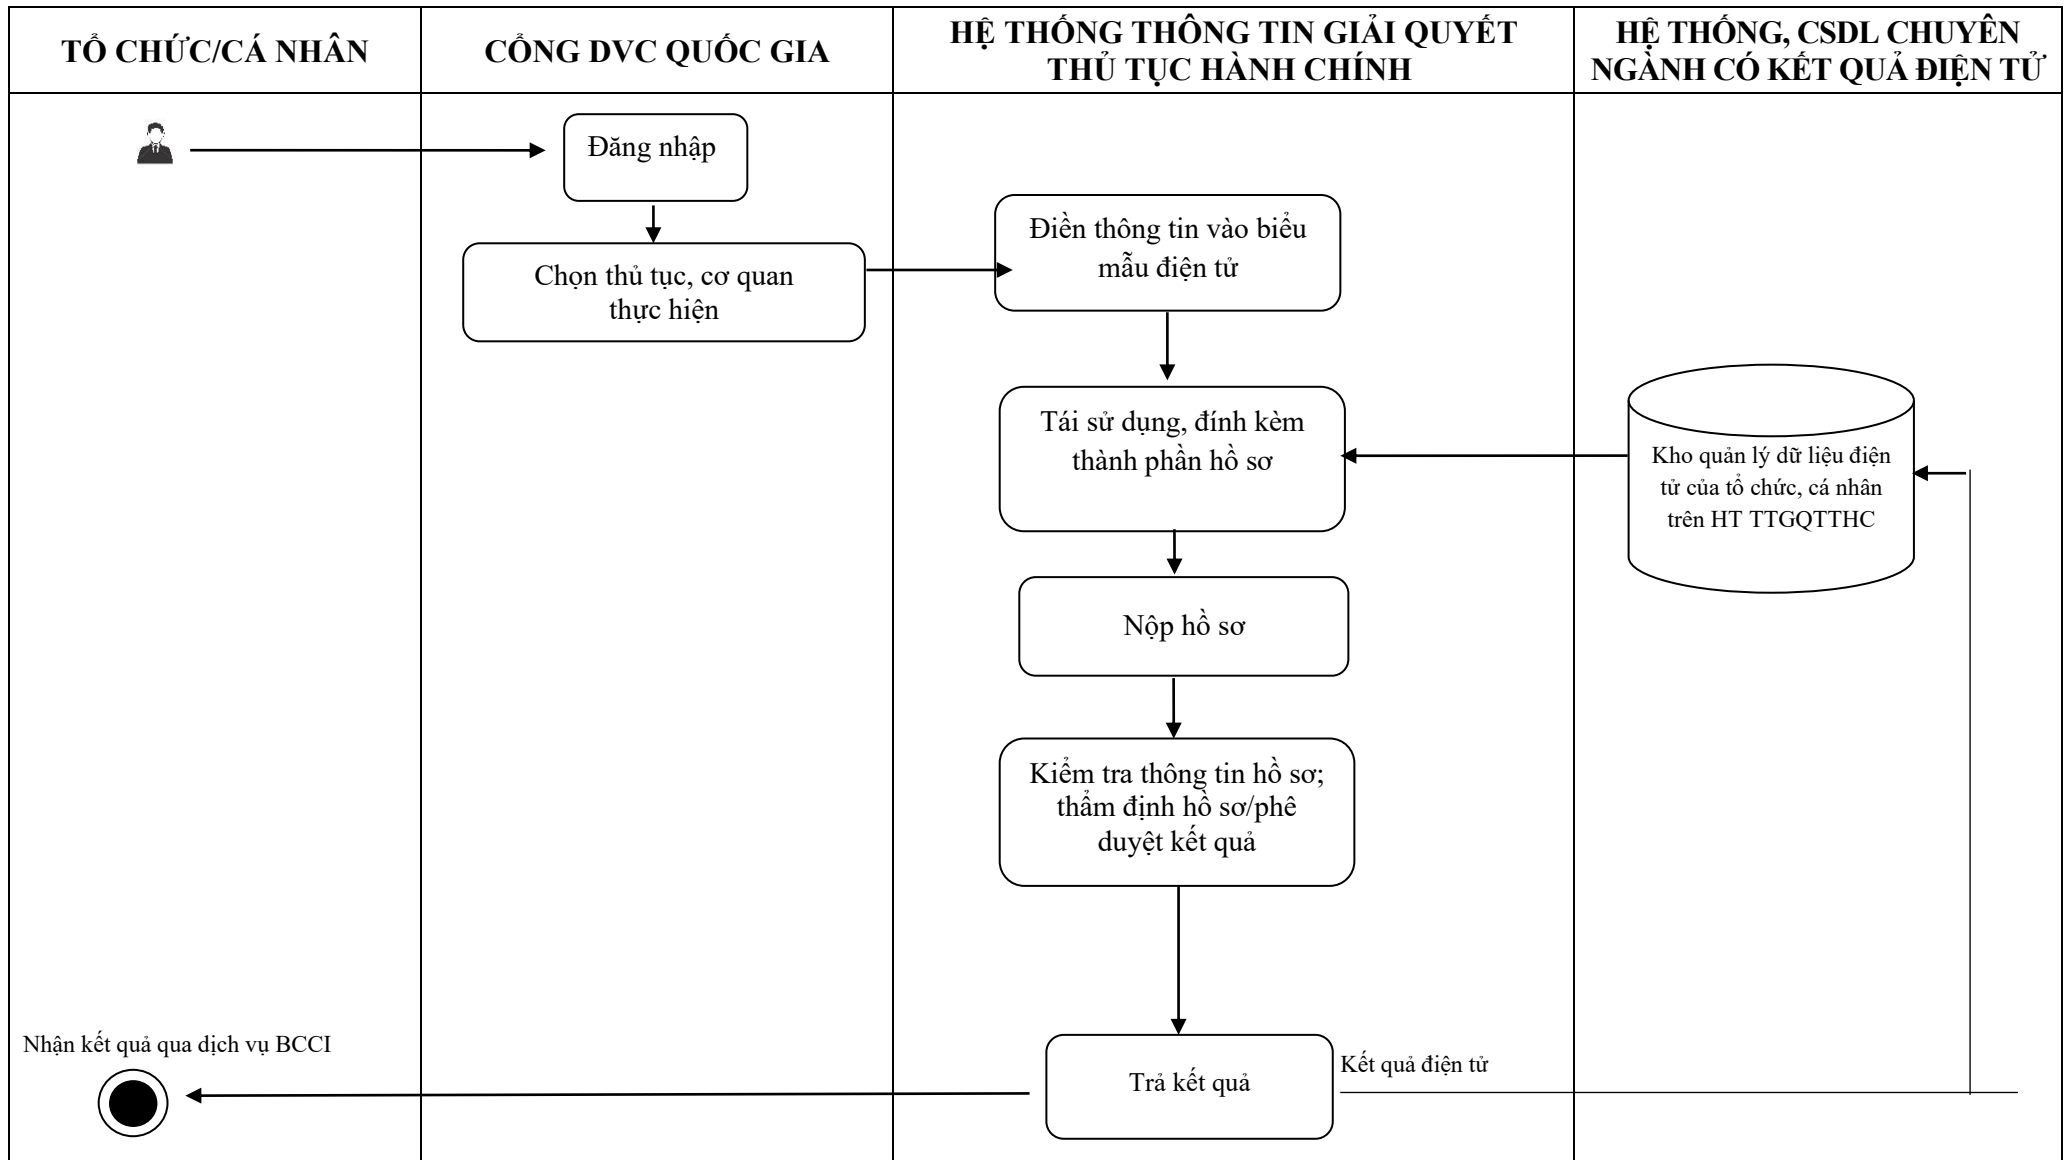 TỔ CHỨC/CÁ NHÂN
CỔNG DVC QUỐC GIA
HỆ THỐNG THÔNG TIN GIẢI QUYẾT
THỦ TỤC HÀNH CHÍNH
HỆ THỐNG, CSDL CHUYÊN
NGÀNH CÓ KẾT QUẢ ĐIỆN TỬ
Đăng nhập
Chọn thủ tục, cơ quan
thực hiện
Điền thông tin vào biểu
mẫu điện tử
Tái sử dụng, đính kèm
thành phần hồ sơ
Kho quản lý dữ liệu điện
tử của tổ chức, cá nhân
trên HT TTGQTTHC
Nộp hồ sơ
Kiểm tra thông tin hồ sơ;
thẩm định hồ sơ/phê
duyệt kết quả
Nhận kết quả qua dịch vụ BCCI
Trả kết quả
Kết quả điện tử